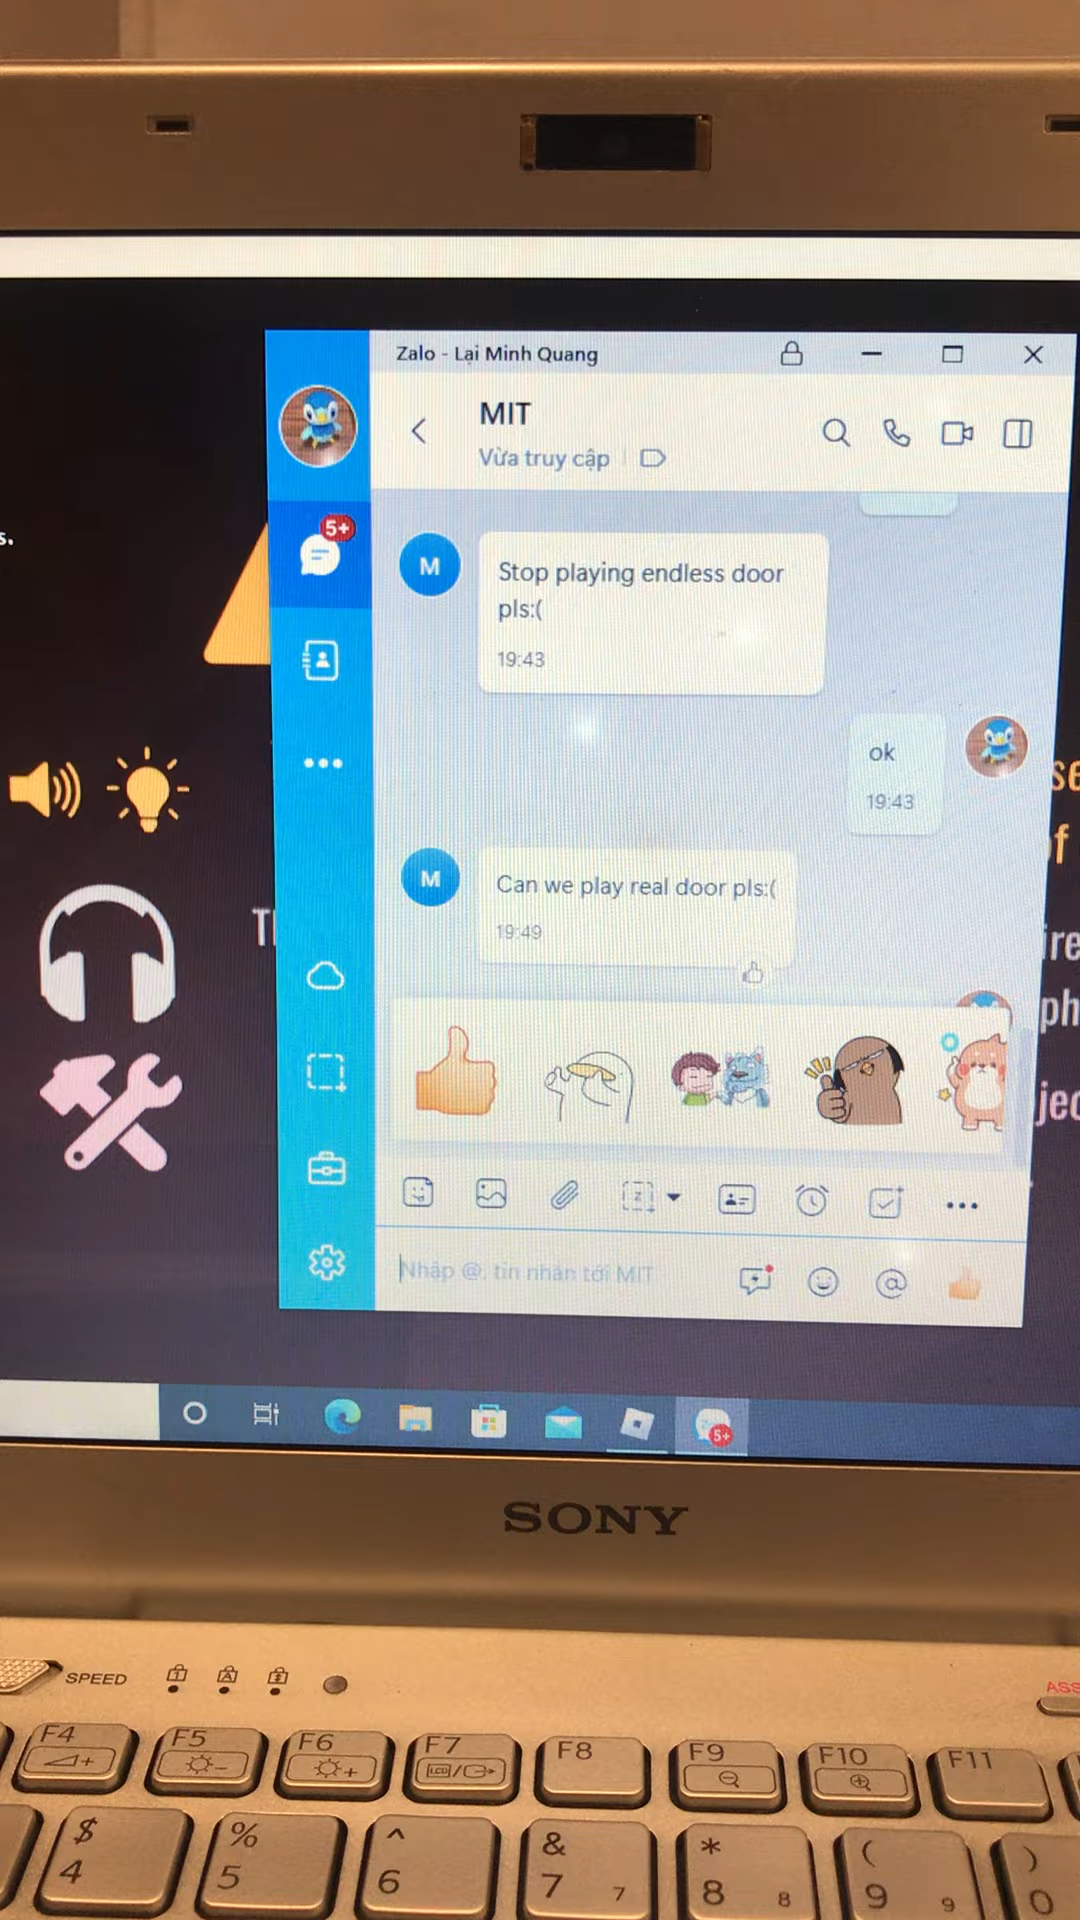 Zalo - Lại Minh Quang
MIT
Vừa truy cập
5+
s.
M
Stop playing endless door
pls:(
19:43
ok
19:43
M
Can we play real door pls:(
19:49
Nhập @, tin nhắn tới MIT
5+
SONY
SPEED
F4
F5
F6
F7
LCD
F8
F9
F10
F11
$
4
%
5
^
6
&
7
7
*
8
8
(
9
9
)
0